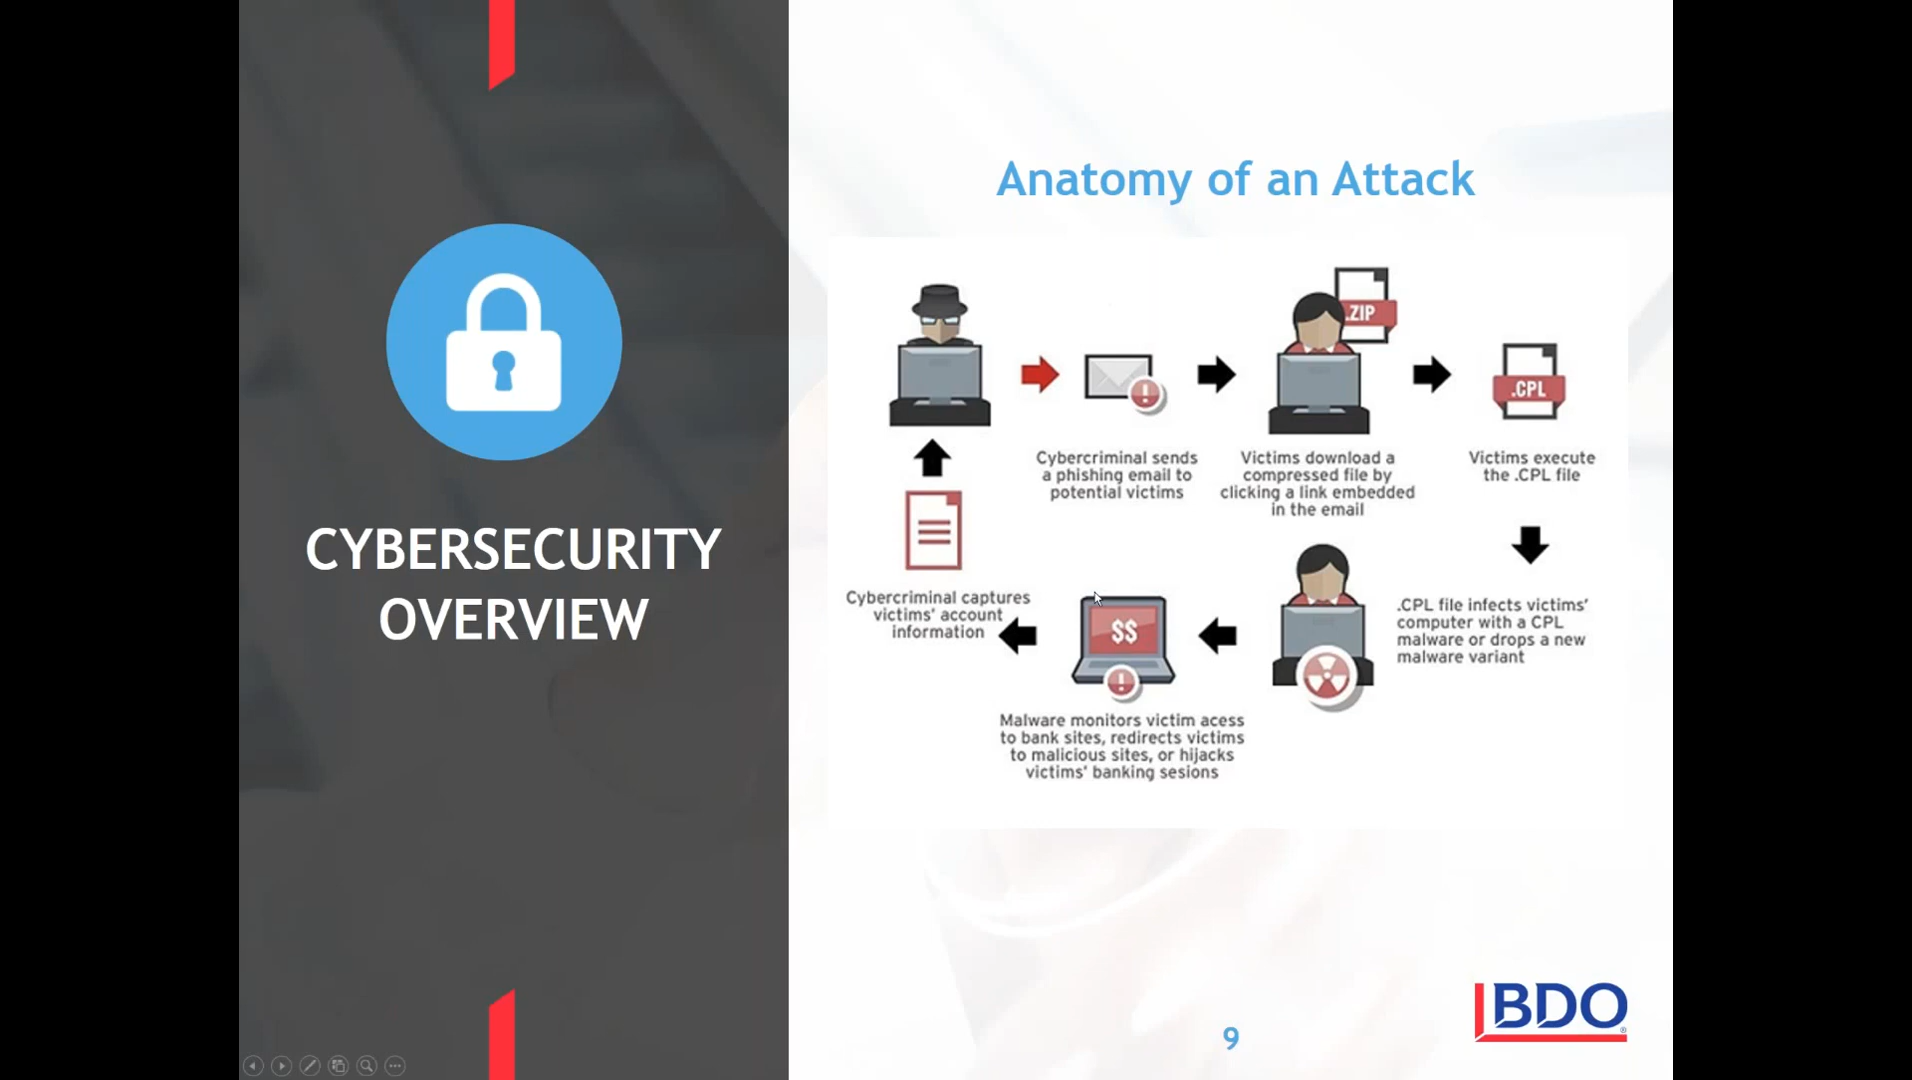 CYBERSECURITY
OVERVIEW
Anatomy of an Attack
.ZIP
.CPL
Cybercriminal sends
a phishing email to
potential victims
Victims download a
compressed file by
clicking a link embedded
in the email
Victims execute
the .CPL file
.CPL file infects victims'
computer with a CPL
malware or drops a new
malware variant
$$
Malware monitors victim acess
to bank sites, redirects victims
to malicious sites, or hijacks
victims' banking sesions
Cybercriminal captures
victims' account
information
9
BDO